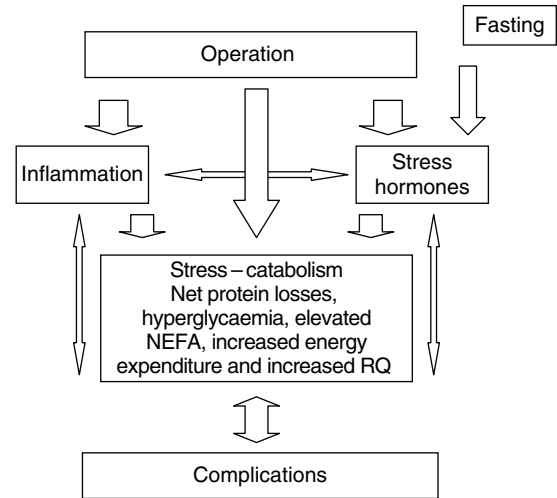 Fasting
Operation
Inflammation
Stress
hormones
Stress – catabolism
Net protein losses,
hyperglycaemia, elevated
NEFA, increased energy
expenditure and increased RQ
Complications